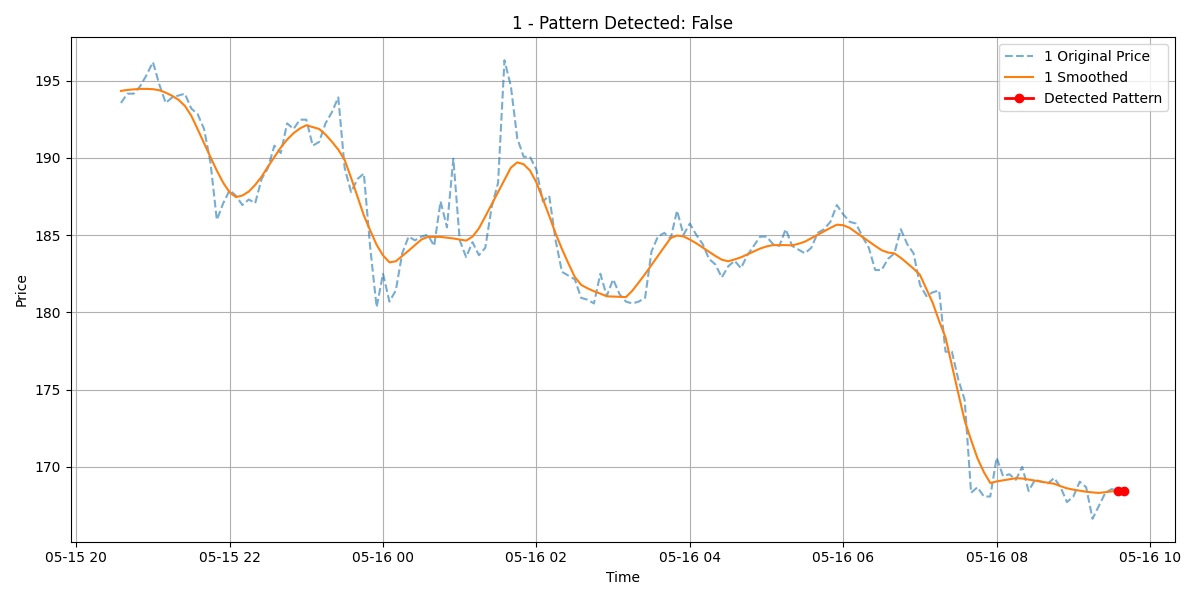 1 - Pattern Detected: False
1 Original Price
1 Smoothed
Detected Pattern
Price
195
190
185
180
175
170
05-15 20
05-15 22
05-16 00
05-16 02
05-16 04
05-16 06
05-16 08
05-16 10
Time